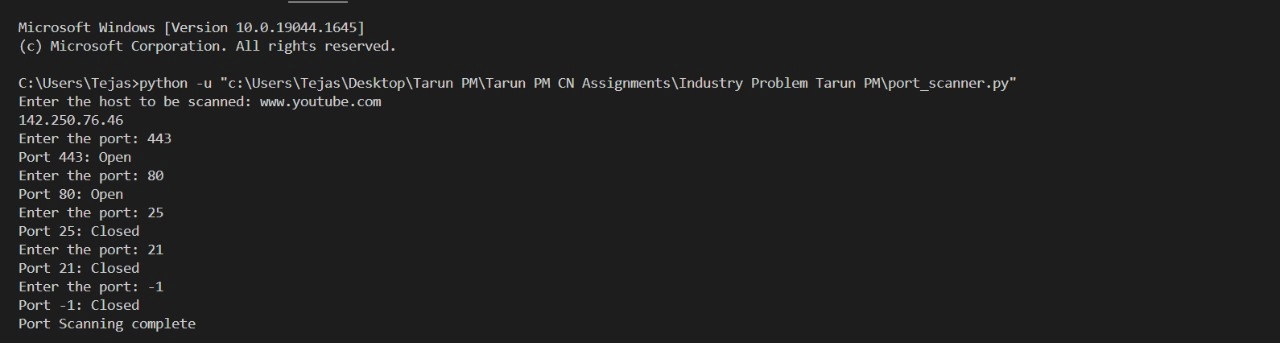 Microsoft Windows [Version 10.0.19044.1645]
(c) Microsoft Corporation. All rights reserved.
C:\Users\Tejas>python -u "c:\Users\Tejas\Desktop\Tarun PM\Tarun PM CN Assignments\Industry Problem Tarun PM\port_scanner.py"
Enter the host to be scanned: www.youtube.com
142.250.76.46
Enter the port: 443
Port 443: Open
Enter the port: 80
Port 80: Open
Enter the port: 25
Port 25: Closed
Enter the port: 21
Port 21: Closed
Enter the port: -1
Port -1: Closed
Port Scanning complete